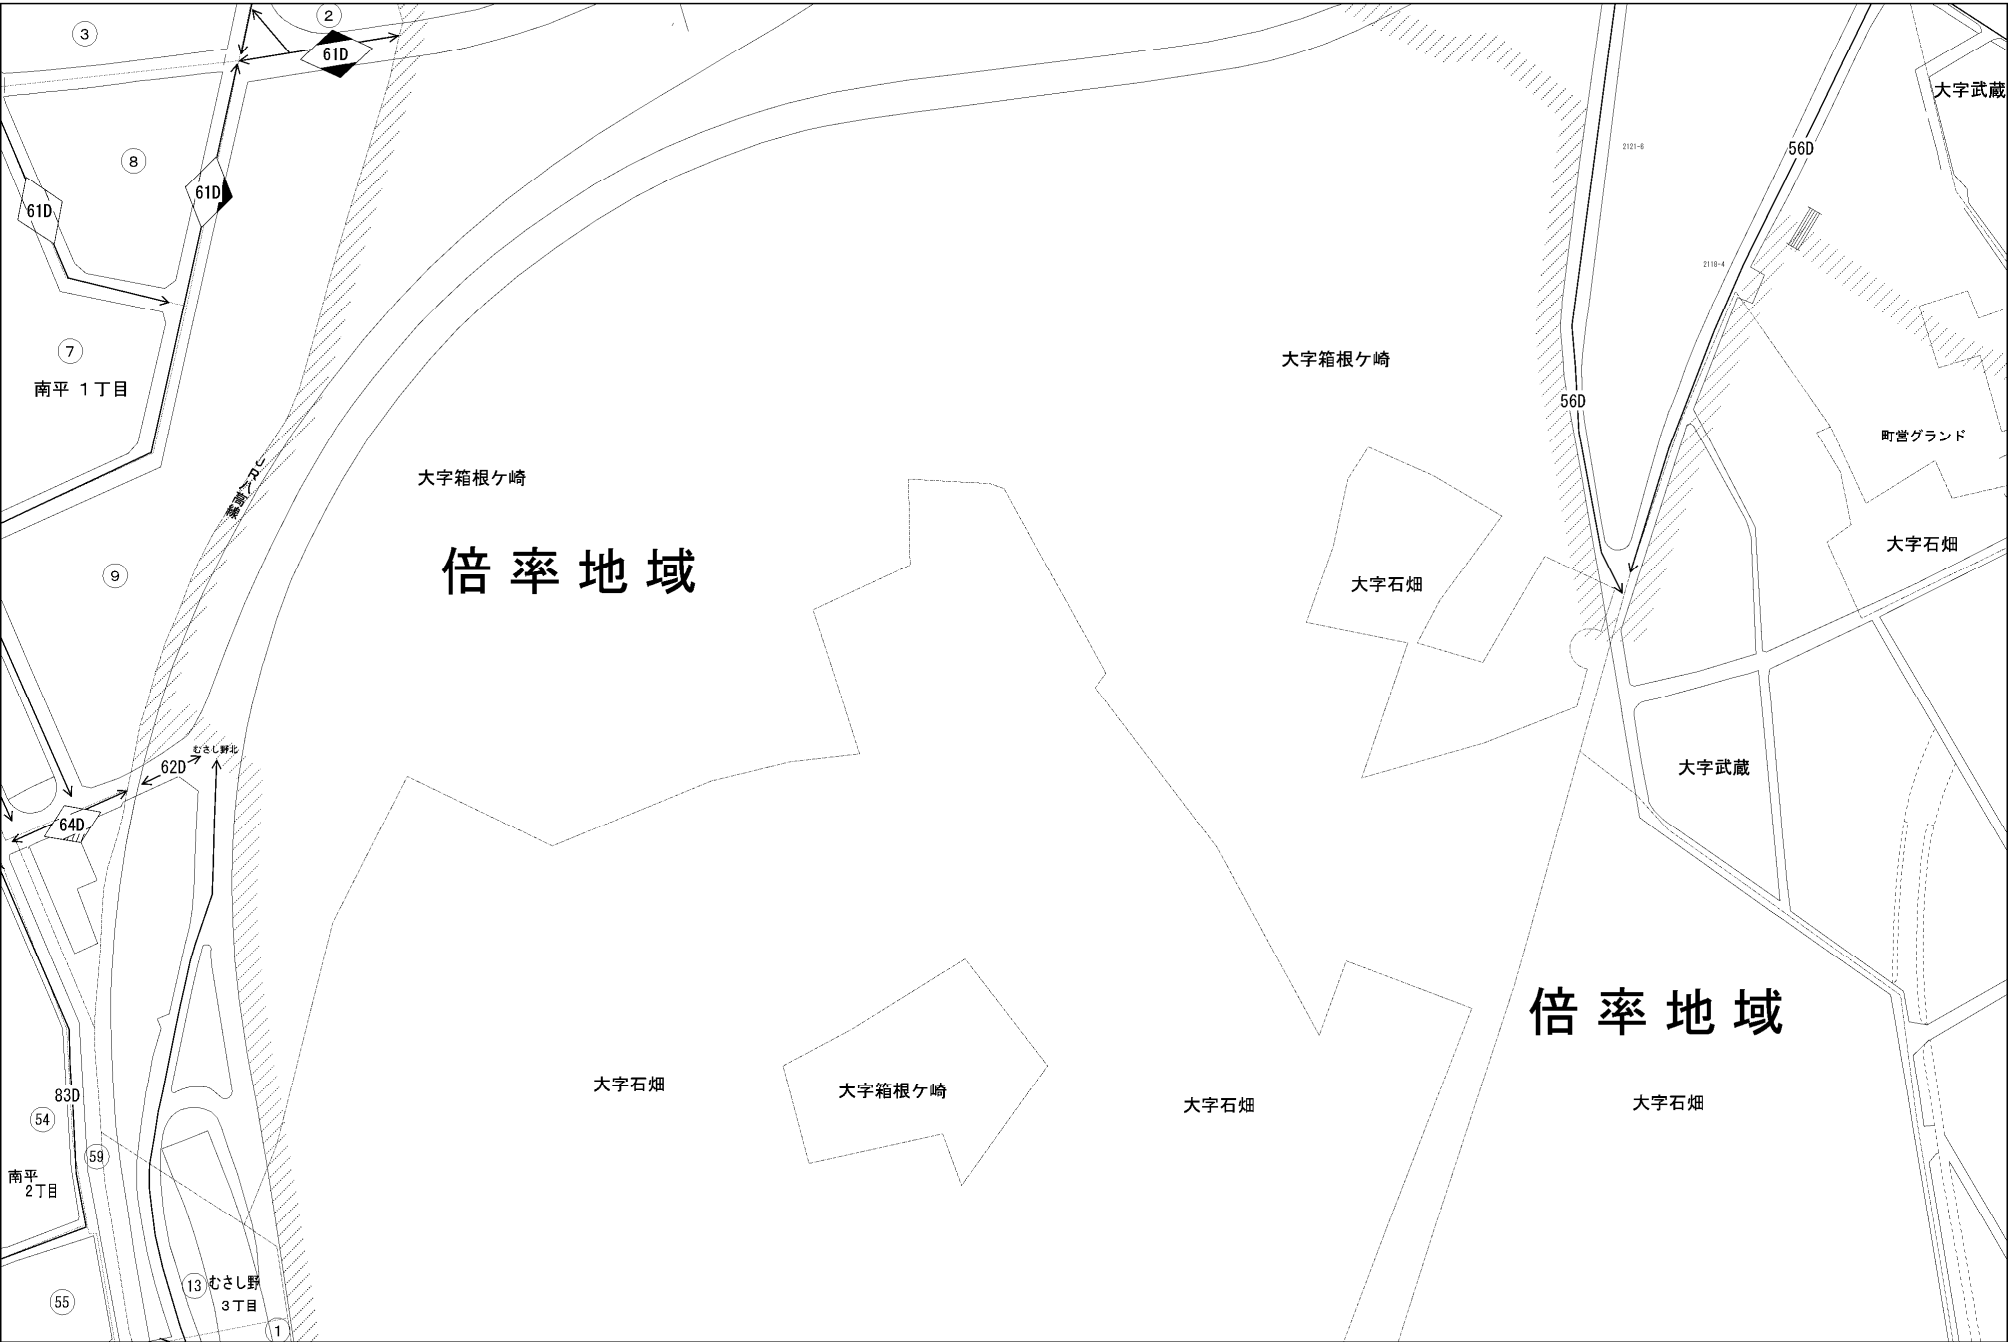 2
3
61D
大字武蔵
8
2121-6
56D
61D
61D
2118-4
7
大字箱根ケ崎
南平 1丁目
56D
町営グランド
大字箱根ケ崎
JR八高線
大字石畑
倍率地域
9
大字石畑
むさし野北
62D
大字武蔵
64D
倍率地域
大字石畑
大字箱根ケ崎
83D
大字石畑
大字石畑
54
59
南平
2丁目
13 むさし野
3丁目
55
1